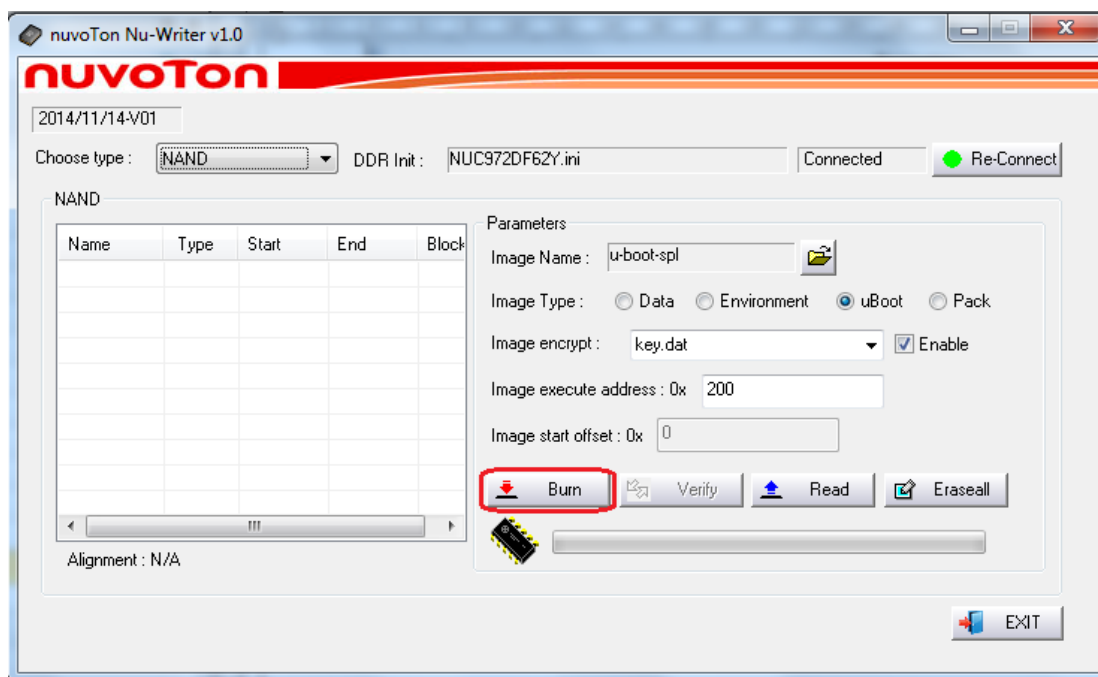 nuvoTon Nu-Writer v1.0
nuvoTon
2014/11/14-V01
Choose type : NAND DDR Init : NUC972DF62Y.ini Connected Re-Connect
NAND
Name Type Start End Block
Alignment : N/A
Parameters
Image Name : u-boot-spl
Image Type : Data Environment uBoot Pack
Image encrypt : key.dat Enable
Image execute address : 0x 200
Image start offset : 0x 0
Burn Verify Read Eraseall
EXIT